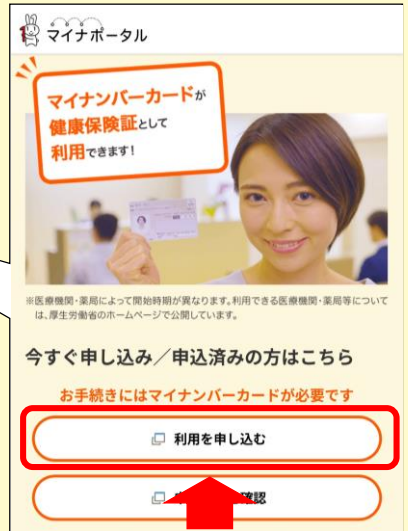 マイナポータル
マイナンバーカードが
健康保険証として
利用できます!
※医療機関・薬局によって開始時期が異なります。利用できる医療機関・薬局等について
は、厚生労働省のホームページで公開しています。
今すぐ申し込み/申込済みの方はこちら
お手続きにはマイナンバーカードが必要です
利用を申し込む
確認